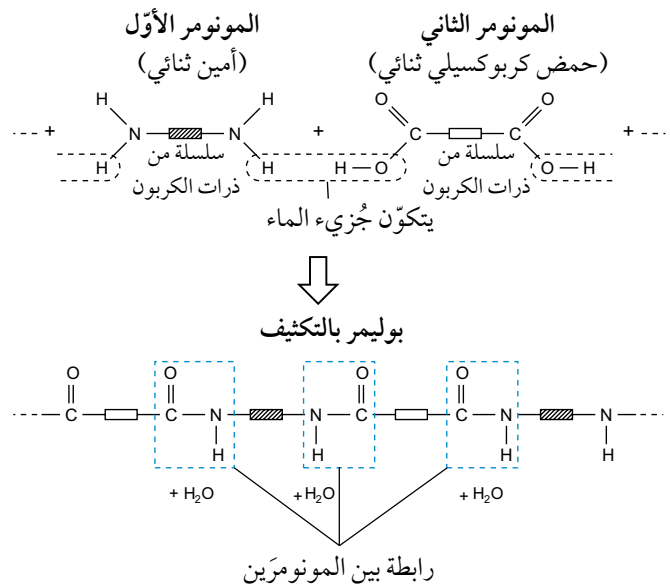 المونومر الأوّل
(أمين ثنائي)
المونومر الثاني
(حمض كربوكسيلي ثنائي)
H H O O
--- + N N + C C + ---
H H H—O O—H
سلسلة من
ذرات الكربون
سلسلة من
ذرات الكربون
يتكوّن جُزيء الماء
بوليمر بالتكثيف
O O O O
C C N N C C N N
H H H H
+ H₂O + H₂O + H₂O
رابطة بين المونومرَين